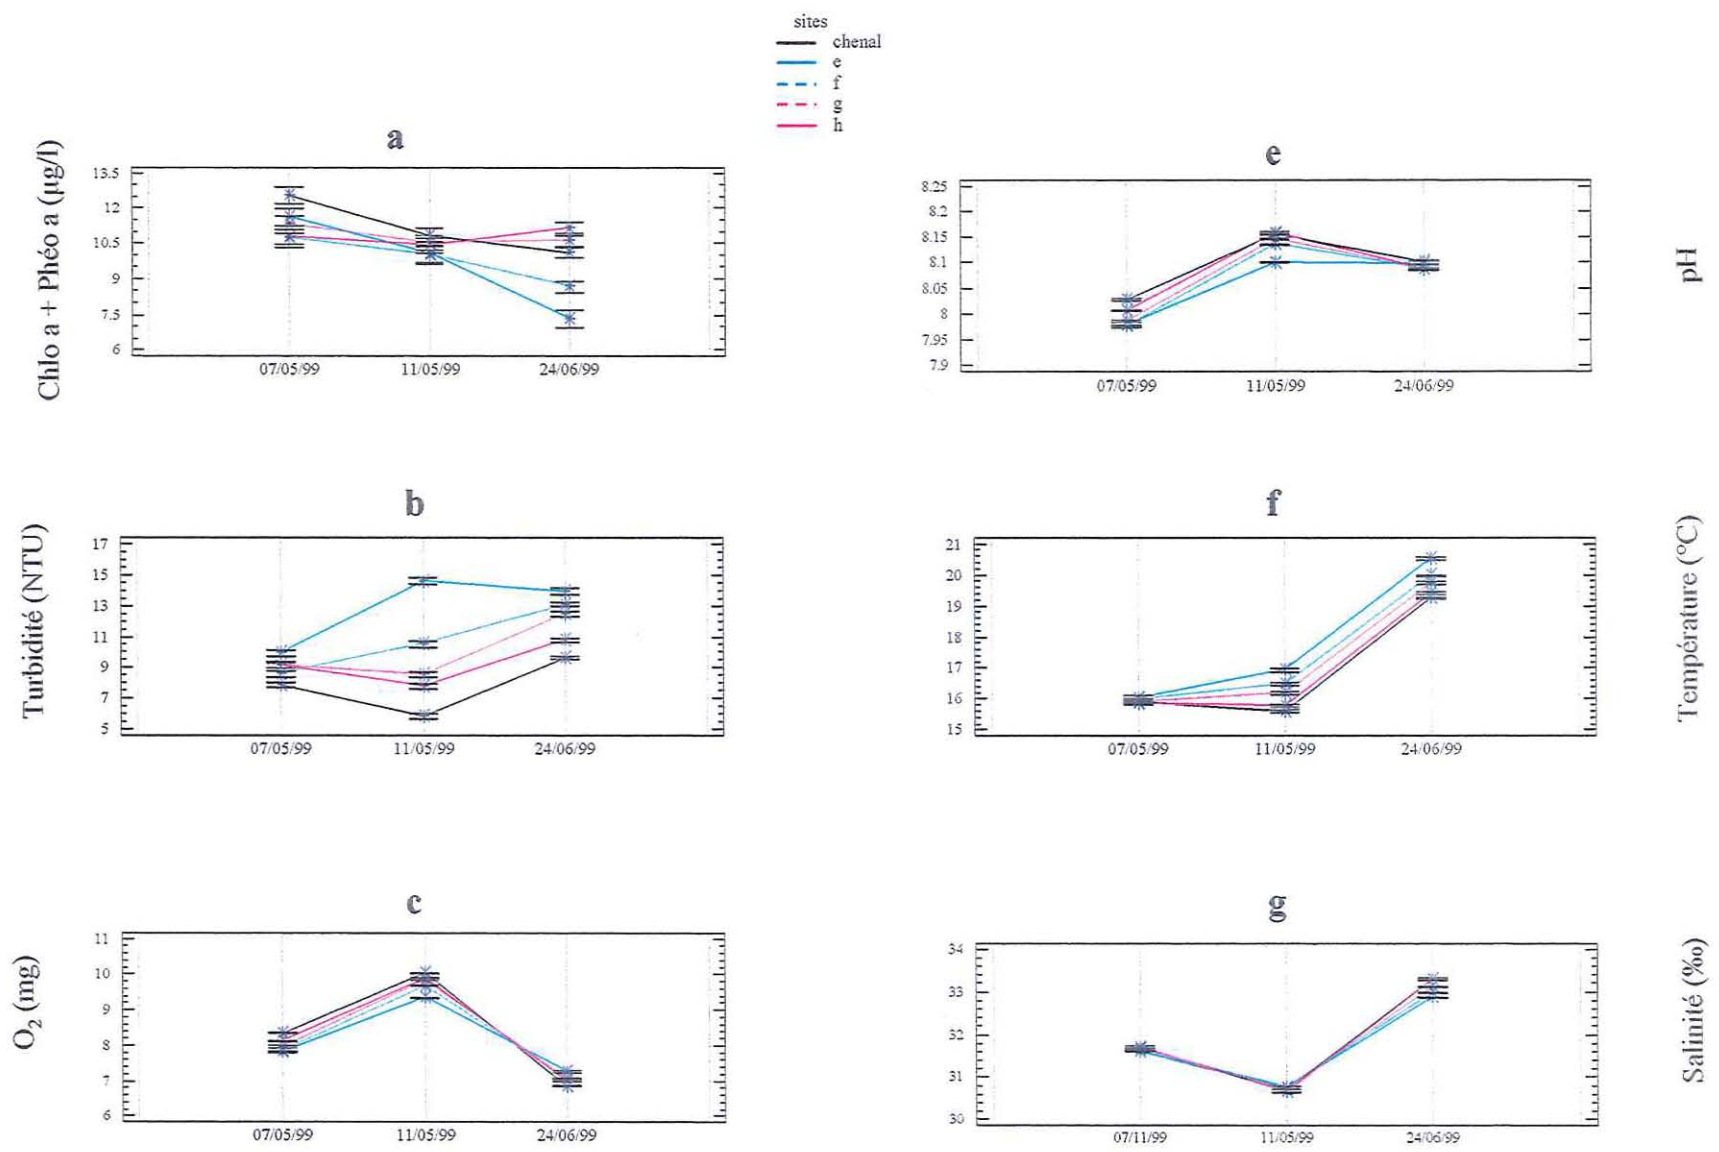 sites
chenal
e
f
g
h
a
Chlo a + Phéo a (µg/l)
13.5
12
10.5
9
7.5
6
07/05/99 11/05/99 24/06/99
e
pH
8.25
8.2
8.15
8.1
8.05
8
7.95
7.9
07/05/99 11/05/99 24/06/99
b
Turbidité (NTU)
17
15
13
11
9
7
5
07/05/99 11/05/99 24/06/99
f
Température (°C)
21
20
19
18
17
16
15
07/05/99 11/05/99 24/06/99
c
O2 (mg)
11
10
9
8
7
6
07/05/99 11/05/99 24/06/99
g
Salinité (‰)
34
33
32
31
30
07/11/99 11/05/99 24/06/99